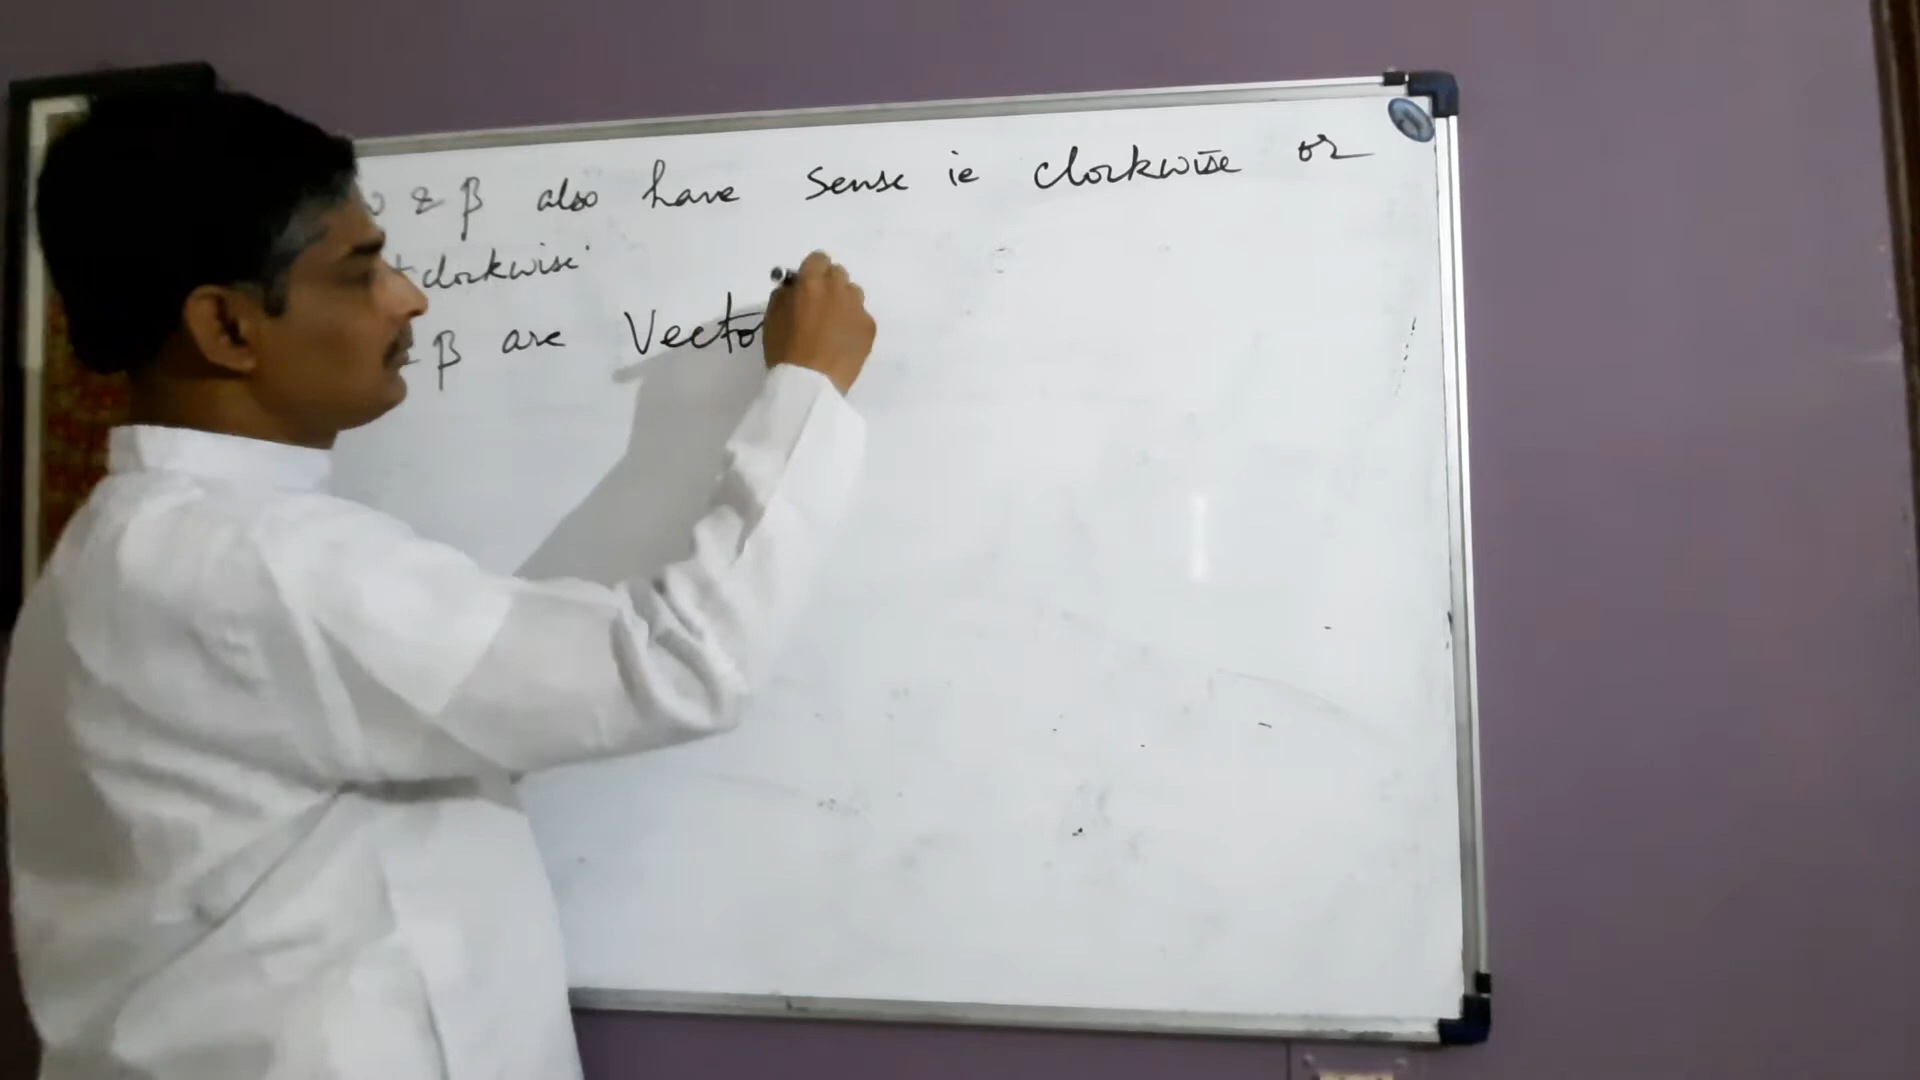 ω & β also have sense ie clockwise or
clockwise
β are Vecto